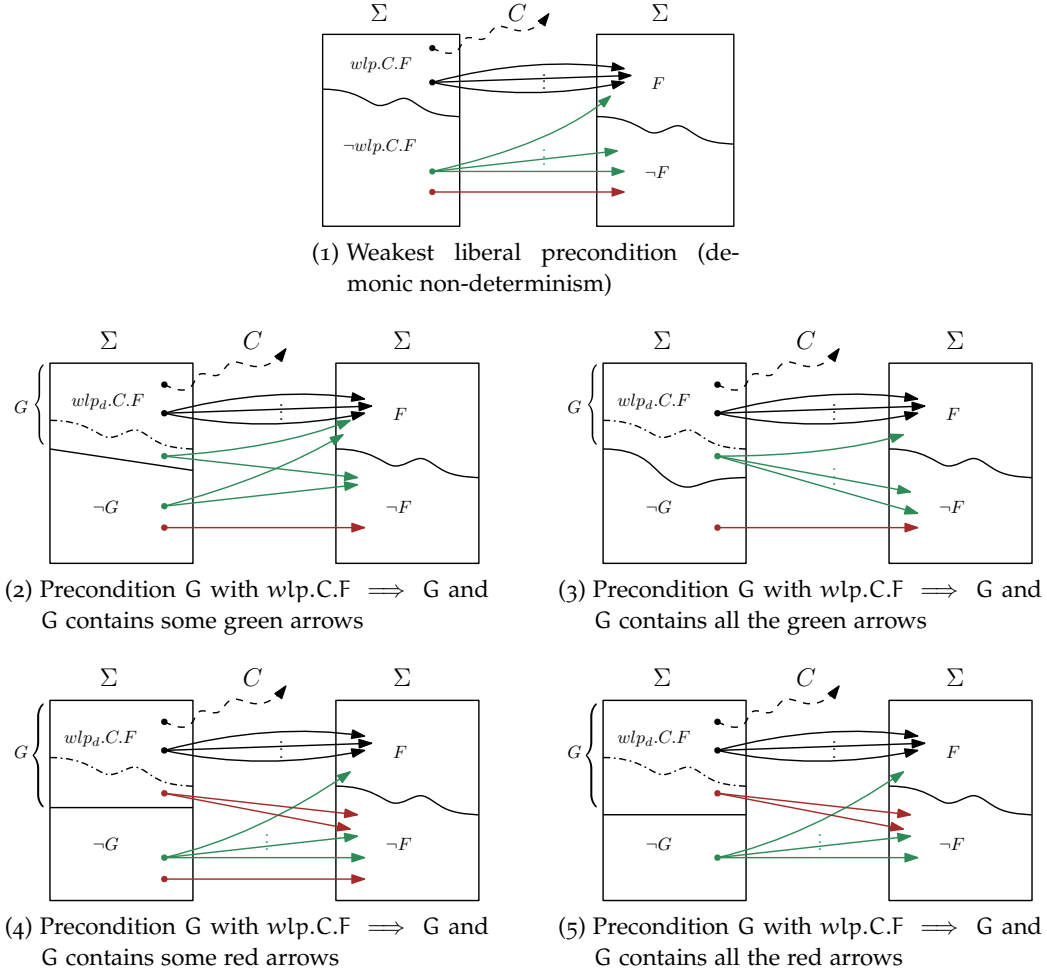 Σ C Σ
wlp.C.F
F
¬wlp.C.F
¬F
(1) Weakest liberal precondition (de-
monic non-determinism)
Σ C Σ
G wlp_d.C.F
F
¬G
¬F
(2) Precondition G with wlp.C.F ⟹ G and
G contains some green arrows
Σ C Σ
G wlp_d.C.F
F
¬G
¬F
(3) Precondition G with wlp.C.F ⟹ G and
G contains all the green arrows
Σ C Σ
G wlp_d.C.F
F
¬G
¬F
(4) Precondition G with wlp.C.F ⟹ G and
G contains some red arrows
Σ C Σ
G wlp_d.C.F
F
¬G
¬F
(5) Precondition G with wlp.C.F ⟹ G and
G contains all the red arrows